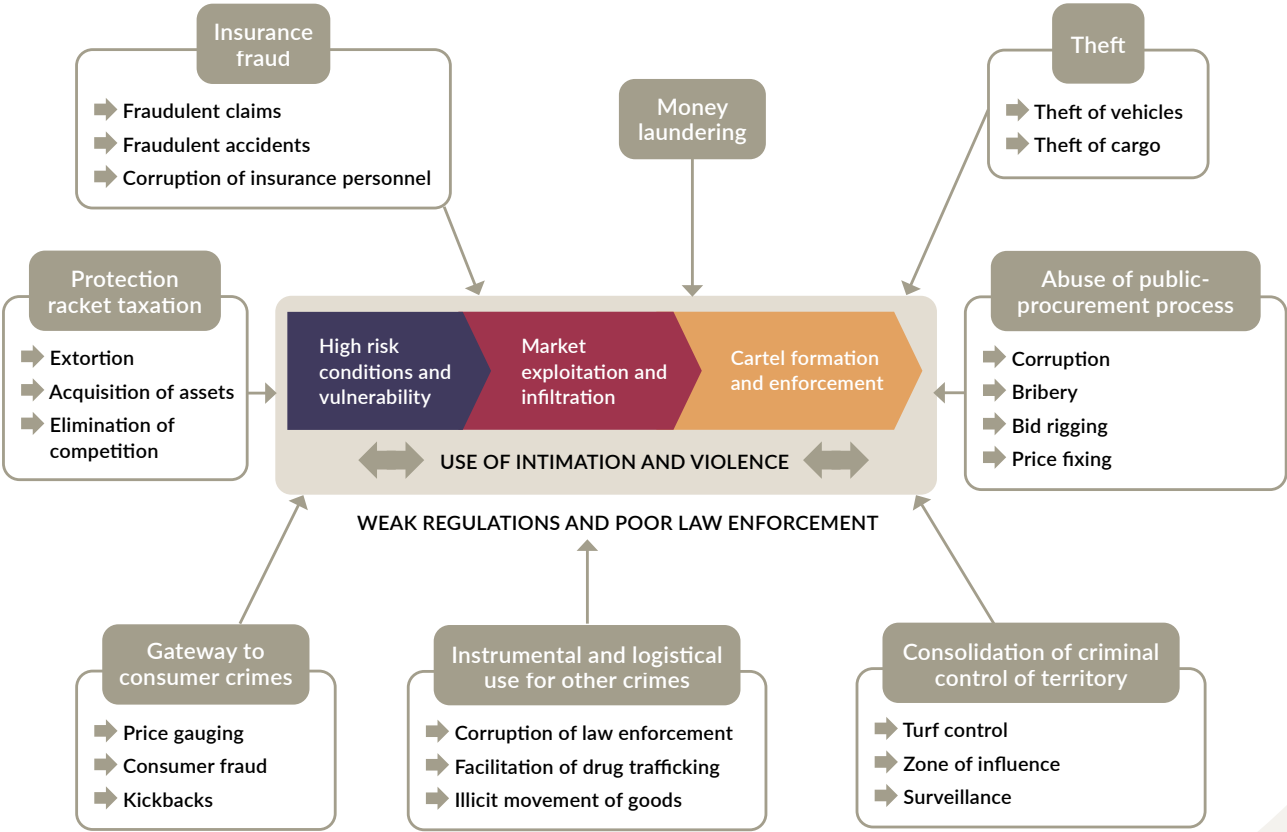 Insurance
fraud
Fraudulent claims
Fraudulent accidents
Corruption of insurance personnel
Money
laundering
Theft
Theft of vehicles
Theft of cargo
Protection
racket taxation
Extortion
Acquisition of assets
Elimination of
competition
High risk
conditions and
vulnerability
Market
exploitation and
infiltration
Cartel formation
and enforcement
USE OF INTIMATION AND VIOLENCE
WEAK REGULATIONS AND POOR LAW ENFORCEMENT
Abuse of public-
procurement process
Corruption
Bribery
Bid rigging
Price fixing
Gateway to
consumer crimes
Price gauging
Consumer fraud
Kickbacks
Instrumental and logistical
use for other crimes
Corruption of law enforcement
Facilitation of drug trafficking
Illicit movement of goods
Consolidation of criminal
control of territory
Turf control
Zone of influence
Surveillance